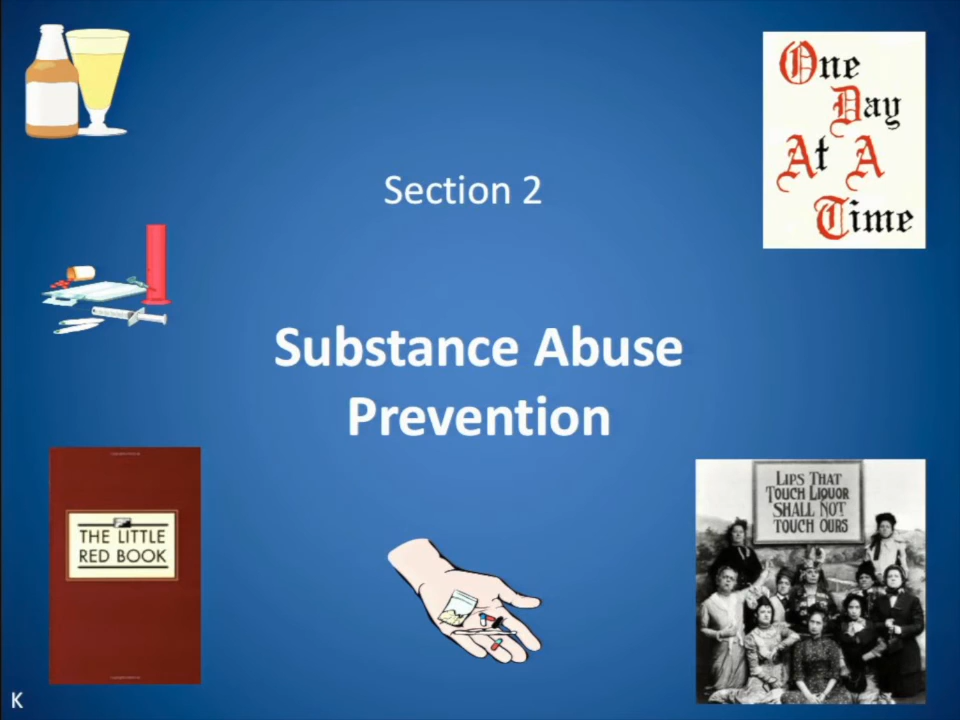 One
Day
At A
Time
Section 2
Substance Abuse
Prevention
THE LITTLE
RED BOOK
LIPS THAT
TOUCH LIQUOR
SHALL NOT
TOUCH OURS
K